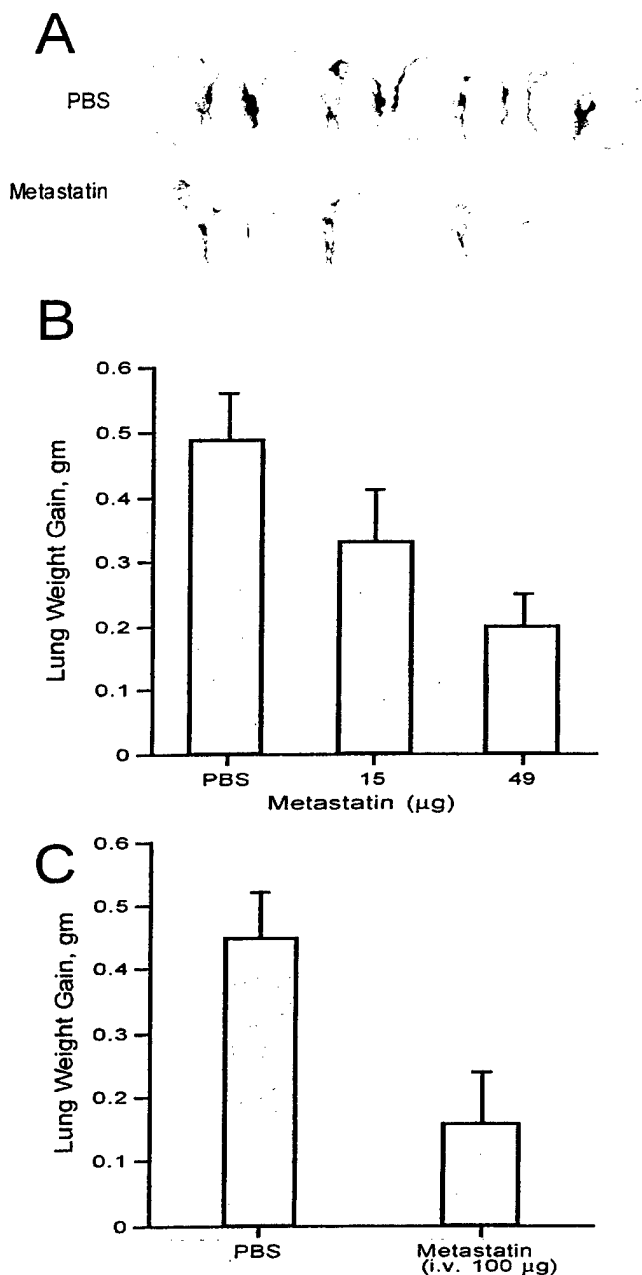 A
PBS
Metastatin
B
Lung Weight Gain, gm
0.6
0.5
0.4
0.3
0.2
0.1
0
PBS 15 49
Metastatin (µg)
C
Lung Weight Gain, gm
0.6
0.5
0.4
0.3
0.2
0.1
0
PBS Metastatin
(i.v. 100 µg)